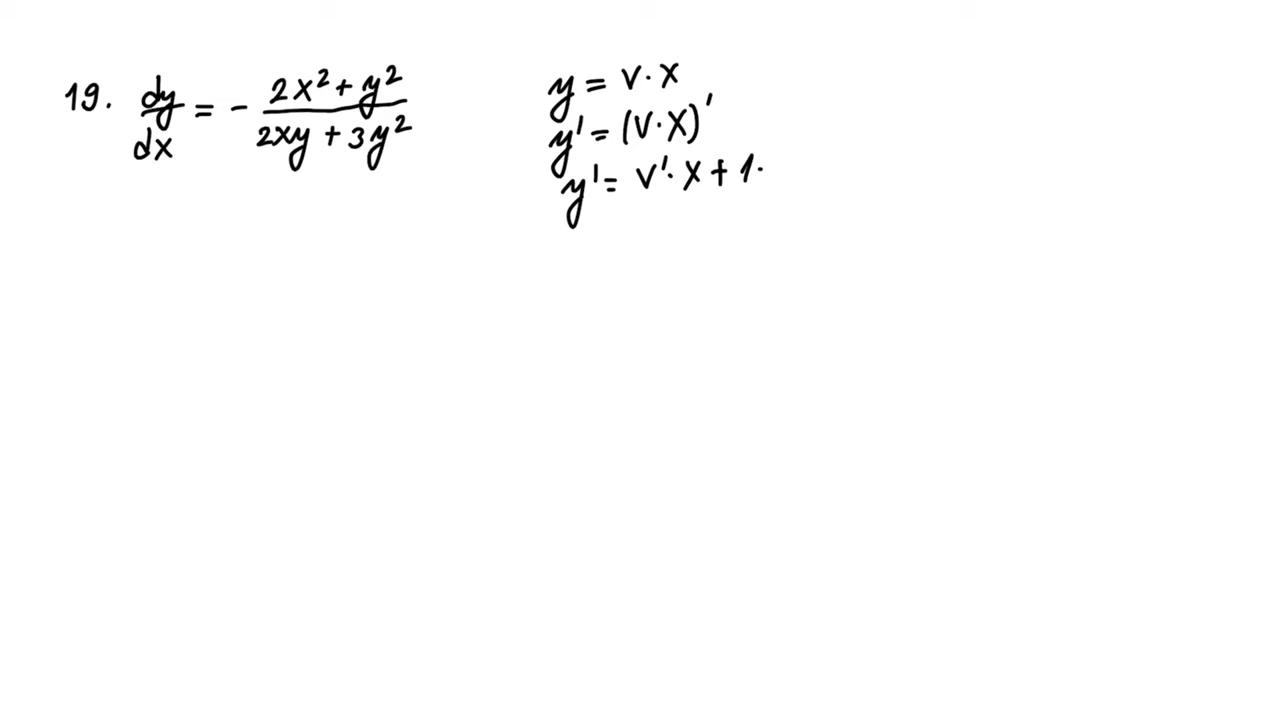 19. dy/dx = - (2x² + y²)/(2xy + 3y²)
y = v · x
y' = (v · x)'
y' = v' · x + 1 ·